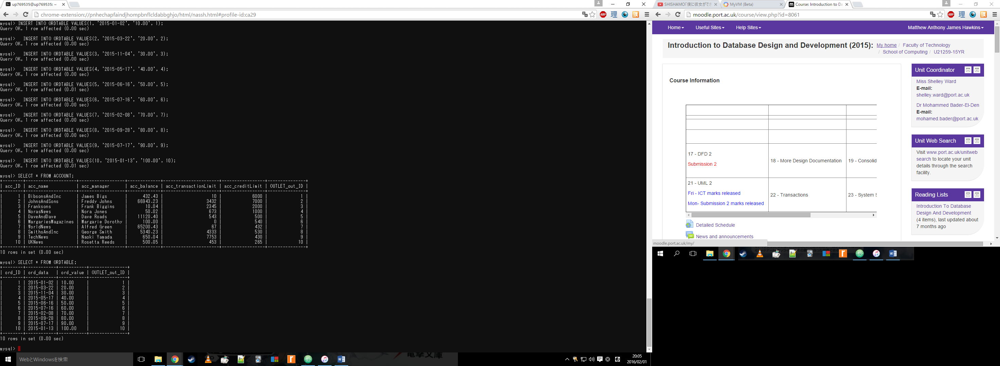 up769535@up769535: ~
chrome-extension://pnhechapfaindjhompbnflcldabbghjo/html/nassh.html#profile-id:ca29
mysql> INSERT INTO ORDTABLE VALUES(1, '2015-01-02', '10.00', 1);
Query OK, 1 row affected (0.00 sec)
mysql>   INSERT INTO ORDTABLE VALUES(2, '2015-03-22', '20.00', 2);
Query OK, 1 row affected (0.00 sec)
mysql>   INSERT INTO ORDTABLE VALUES(3, '2015-11-04', '30.00', 3);
Query OK, 1 row affected (0.00 sec)
mysql>   INSERT INTO ORDTABLE VALUES(4, '2015-05-17', '40.00', 4);
Query OK, 1 row affected (0.00 sec)
mysql>   INSERT INTO ORDTABLE VALUES(5, '2015-06-16', '50.00', 5);
Query OK, 1 row affected (0.01 sec)
mysql>   INSERT INTO ORDTABLE VALUES(6, '2015-07-16', '60.00', 6);
Query OK, 1 row affected (0.00 sec)
mysql>   INSERT INTO ORDTABLE VALUES(7, '2015-02-08', '70.00', 7);
Query OK, 1 row affected (0.00 sec)
mysql>   INSERT INTO ORDTABLE VALUES(8, '2015-09-28', '80.00', 8);
Query OK, 1 row affected (0.00 sec)
mysql>   INSERT INTO ORDTABLE VALUES(9, '2015-07-17', '90.00', 9);
Query OK, 1 row affected (0.00 sec)
mysql>   INSERT INTO ORDTABLE VALUES(10, '2015-01-13', '100.00', 10);
Query OK, 1 row affected (0.01 sec)
mysql> SELECT * FROM ACCOUNT;
| acc_ID | acc_name | acc_manager | acc_balance | acc_transactionLimit | acc_creditLimit | OUTLET_out_ID |
| 1 | BibsonsAndInc | James Bigs | 432.43 | 10 | 6000 | 1 |
| 2 | JohnsAndSons | Freddy Johns | 66943.23 | 3432 | 7000 | 2 |
| 3 | Franksons | Frank Biggins | 10.04 | 2345 | 2000 | 3 |
| 4 | NorasNews | Nora Jones | 50.02 | 673 | 1000 | 4 |
| 5 | DaveAndDave | Dave Roads | 11120.40 | 543 | 500 | 5 |
| 6 | MargariesMagazines | Margarie Dorothy | 100.00 | 0 | 540 | 6 |
| 7 | WorldNews | Alfred Green | 65200.43 | 67 | 432 | 7 |
| 8 | SmithsAndInc | George Smith | 5340.23 | 4333 | 530 | 8 |
| 9 | TechNews | Naoki Yamada | 650.04 | 7753 | 430 | 9 |
| 10 | UKNews | Rosetta Reeds | 500.05 | 453 | 265 | 10 |
10 rows in set (0.00 sec)
mysql> SELECT * FROM ORDTABLE;
| ord_ID | ord_data | ord_value | OUTLET_out_ID |
| 1 | 2015-01-02 | 10.00 | 1 |
| 2 | 2015-03-22 | 20.00 | 2 |
| 3 | 2015-11-04 | 30.00 | 3 |
| 4 | 2015-05-17 | 40.00 | 4 |
| 5 | 2015-06-16 | 50.00 | 5 |
| 6 | 2015-07-16 | 60.00 | 6 |
| 7 | 2015-02-08 | 70.00 | 7 |
| 8 | 2015-09-28 | 80.00 | 8 |
| 9 | 2015-07-17 | 90.00 | 9 |
| 10 | 2015-01-13 | 100.00 | 10 |
10 rows in set (0.00 sec)
mysql>
WebとWindowsを検索
電撃文庫
20:05
2016/02/01
SHISHAMO「僕に彼女ができ
MyVM (Beta)
Course: Introduction to Da
moodle.port.ac.uk/course/view.php?id=8061
Home Useful Sites Help Sites Matthew Anthony James Hawkins
Introduction to Database Design and Development (2015): My home / Faculty of Technology
/ School of Computing / U21259-15YR
Course Information
17 - DFD 2
Submission 2
18 - More Design Documentation
19 - Consolid
21 - UML 2
Fri - ICT marks released
Mon- Submission 2 marks released
22 - Transactions
23 - System S
Detailed Schedule
News and announcements
moodle.port.ac.uk/my/
Unit Coordinator
Miss Shelley Ward
E-mail:
shelley.ward@port.ac.uk
Dr Mohammed Bader-El-Den
E-mail:
mohamed.bader@port.ac.uk
Unit Web Search
Visit www.port.ac.uk/unitweb
search to locate your unit
details through the search
facility.
Reading Lists
Introduction To Database
Design And Development
(4 items), last updated about
7 months ago